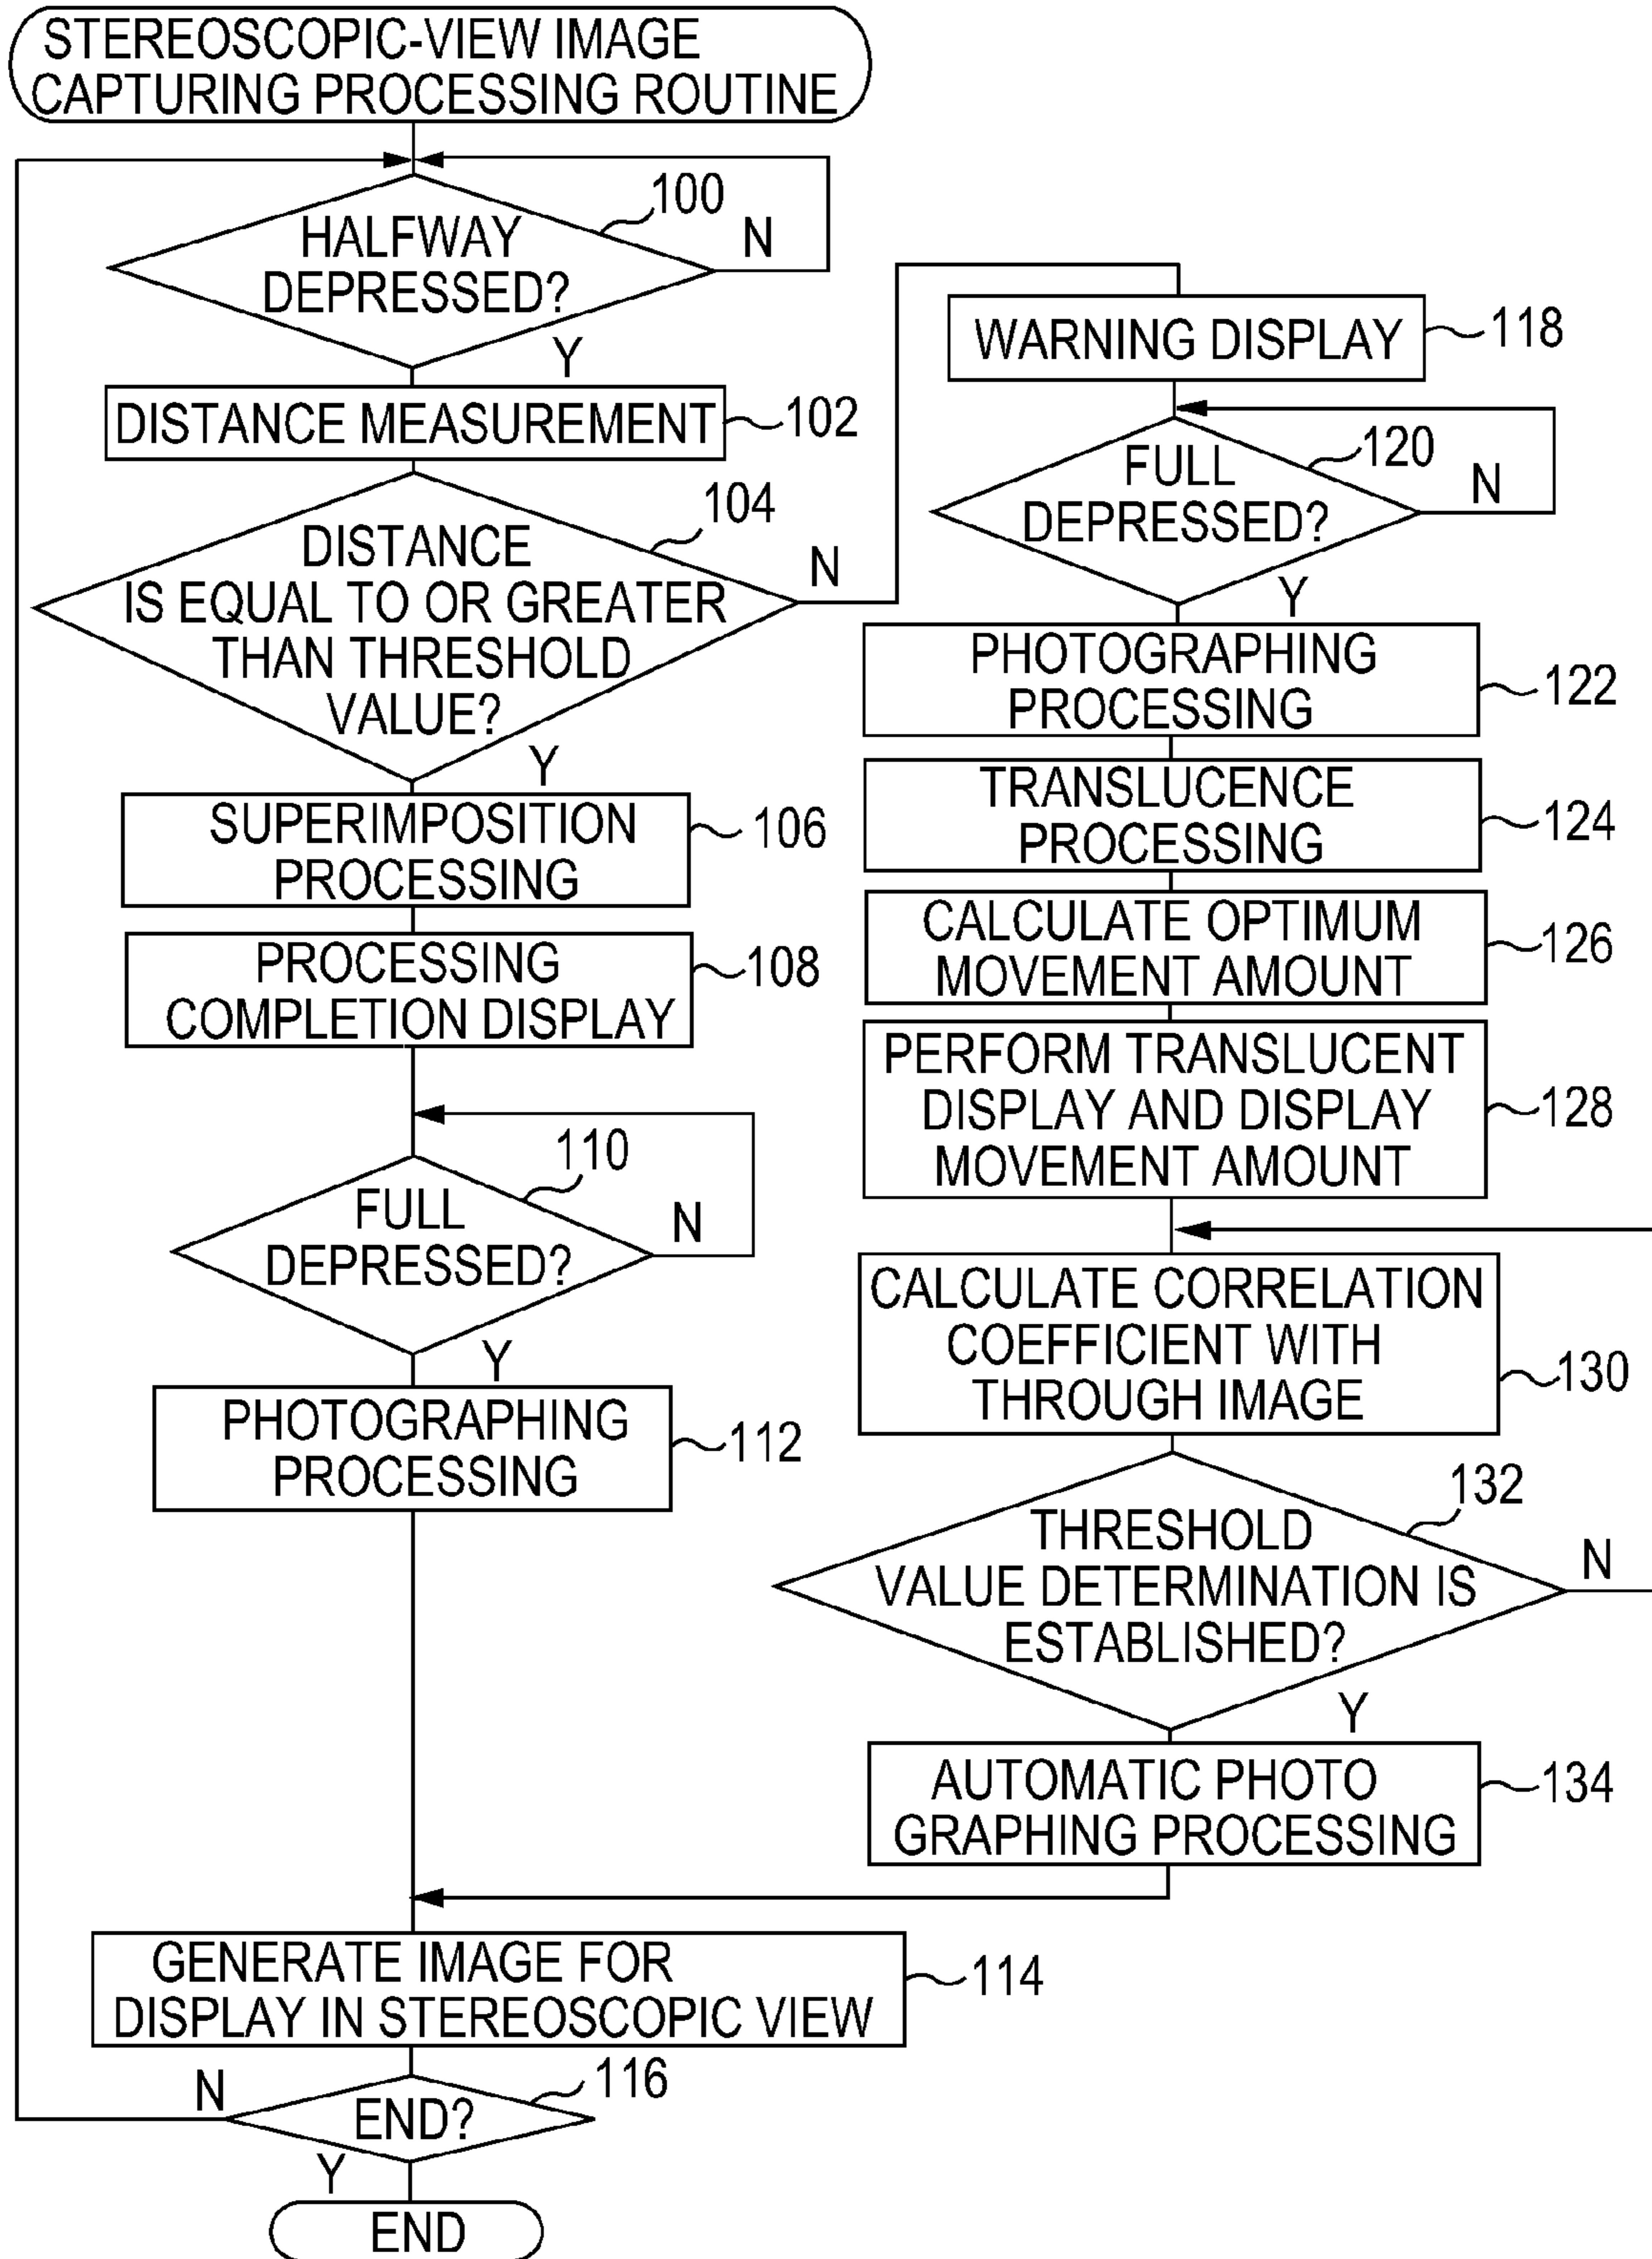 STEREOSCOPIC-VIEW IMAGE
CAPTURING PROCESSING ROUTINE
100
HALFWAY
DEPRESSED?
N
Y
DISTANCE MEASUREMENT
102
104
DISTANCE
IS EQUAL TO OR GREATER
THAN THRESHOLD
VALUE?
N
Y
SUPERIMPOSITION
PROCESSING
106
PROCESSING
COMPLETION DISPLAY
108
110
FULL
DEPRESSED?
N
Y
PHOTOGRAPHING
PROCESSING
112
WARNING DISPLAY
118
120
FULL
DEPRESSED?
N
Y
PHOTOGRAPHING
PROCESSING
122
TRANSLUCENCE
PROCESSING
124
CALCULATE OPTIMUM
MOVEMENT AMOUNT
126
PERFORM TRANSLUCENT
DISPLAY AND DISPLAY
MOVEMENT AMOUNT
128
CALCULATE CORRELATION
COEFFICIENT WITH
THROUGH IMAGE
130
132
THRESHOLD
VALUE DETERMINATION IS
ESTABLISHED?
N
Y
AUTOMATIC PHOTO
GRAPHING PROCESSING
134
GENERATE IMAGE FOR
DISPLAY IN STEREOSCOPIC VIEW
114
116
END?
N
Y
END